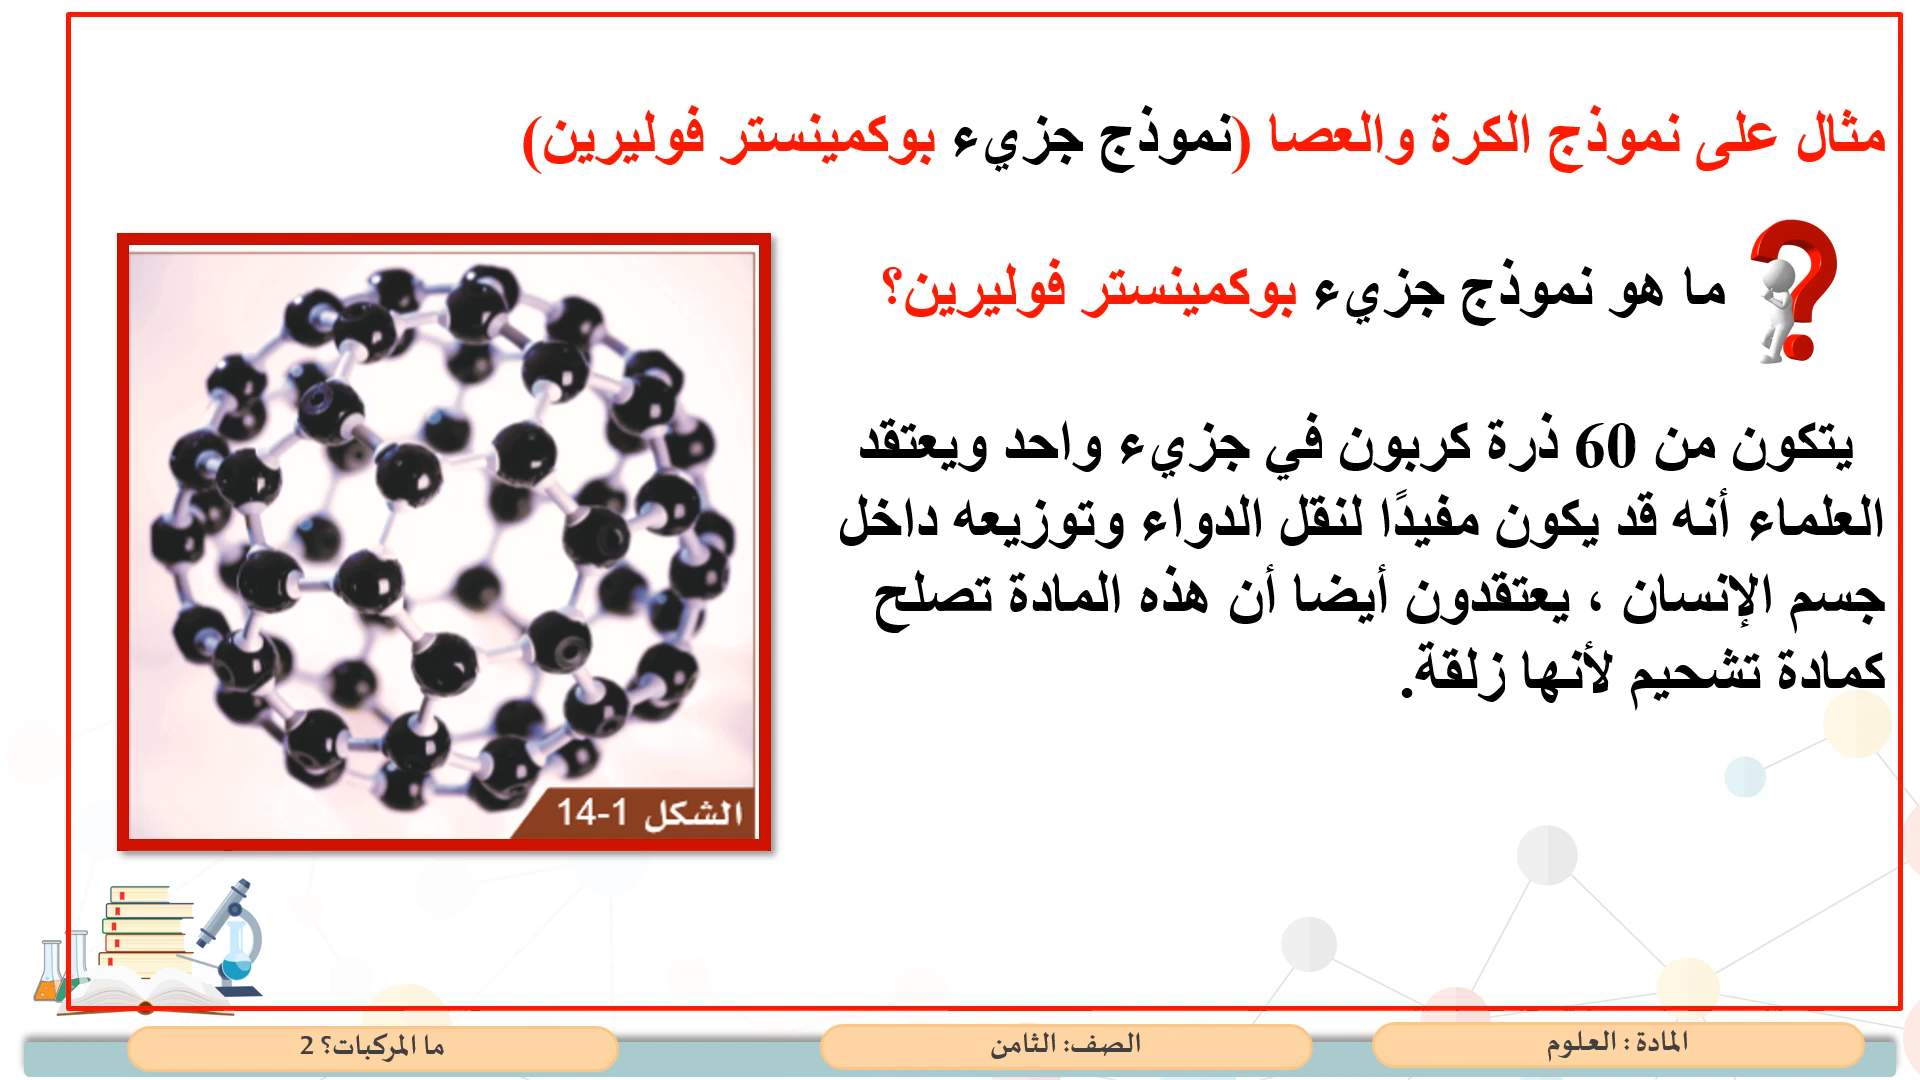 مثال على نموذج الكرة والعصا (نموذج جزيء بوكمينستر فوليرين)
ما هو نموذج جزيء بوكمينستر فوليرين؟
يتكون من 60 ذرة كربون في جزيء واحد ويعتقد
العلماء أنه قد يكون مفيدًا لنقل الدواء وتوزيعه داخل
جسم الإنسان ، يعتقدون أيضا أن هذه المادة تصلح
كمادة تشحيم لأنها زلقة.
الشكل 1-14
المادة : العلوم
الصف: الثامن
ما المركبات؟ 2